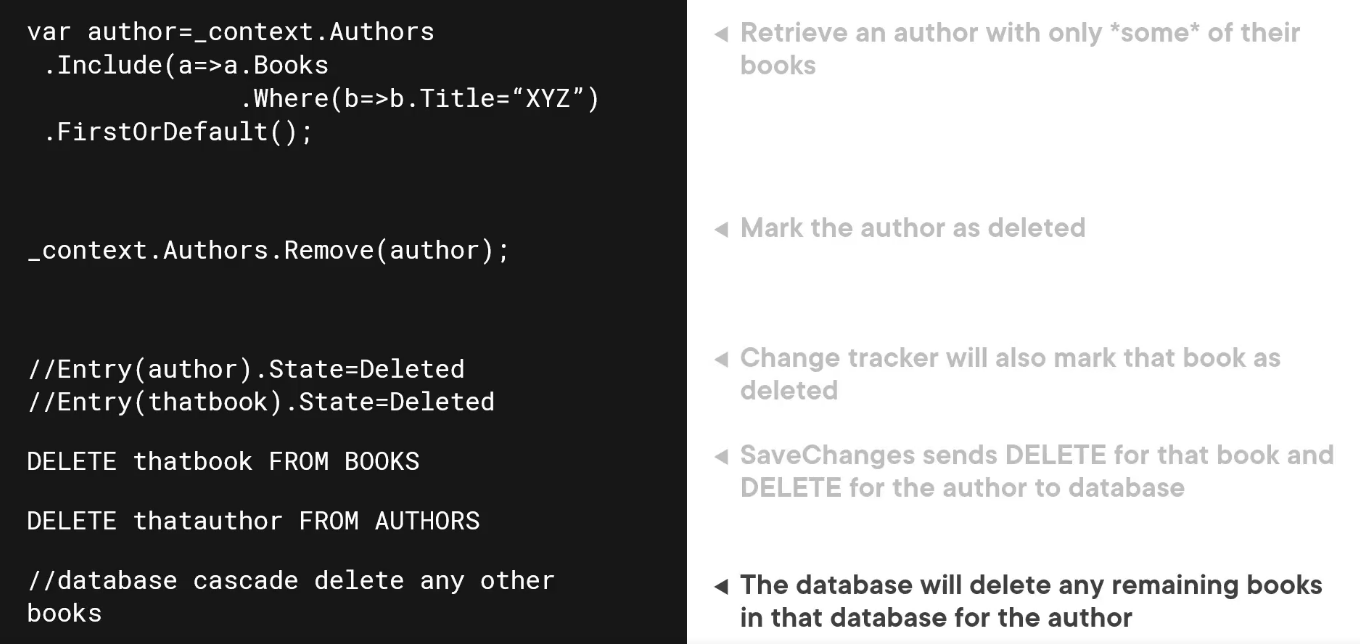 var author=_context.Authors
.Include(a=>a.Books
.Where(b=>b.Title=“XYZ”)
.FirstOrDefault();
◂ Retrieve an author with only *some* of their
books
◂ Mark the author as deleted
_context.Authors.Remove(author);
//Entry(author).State=Deleted
//Entry(thatbook).State=Deleted
◂ Change tracker will also mark that book as
deleted
DELETE thatbook FROM BOOKS
DELETE thatauthor FROM AUTHORS
◂ SaveChanges sends DELETE for that book and
DELETE for the author to database
//database cascade delete any other
books
◂ The database will delete any remaining books
in that database for the author